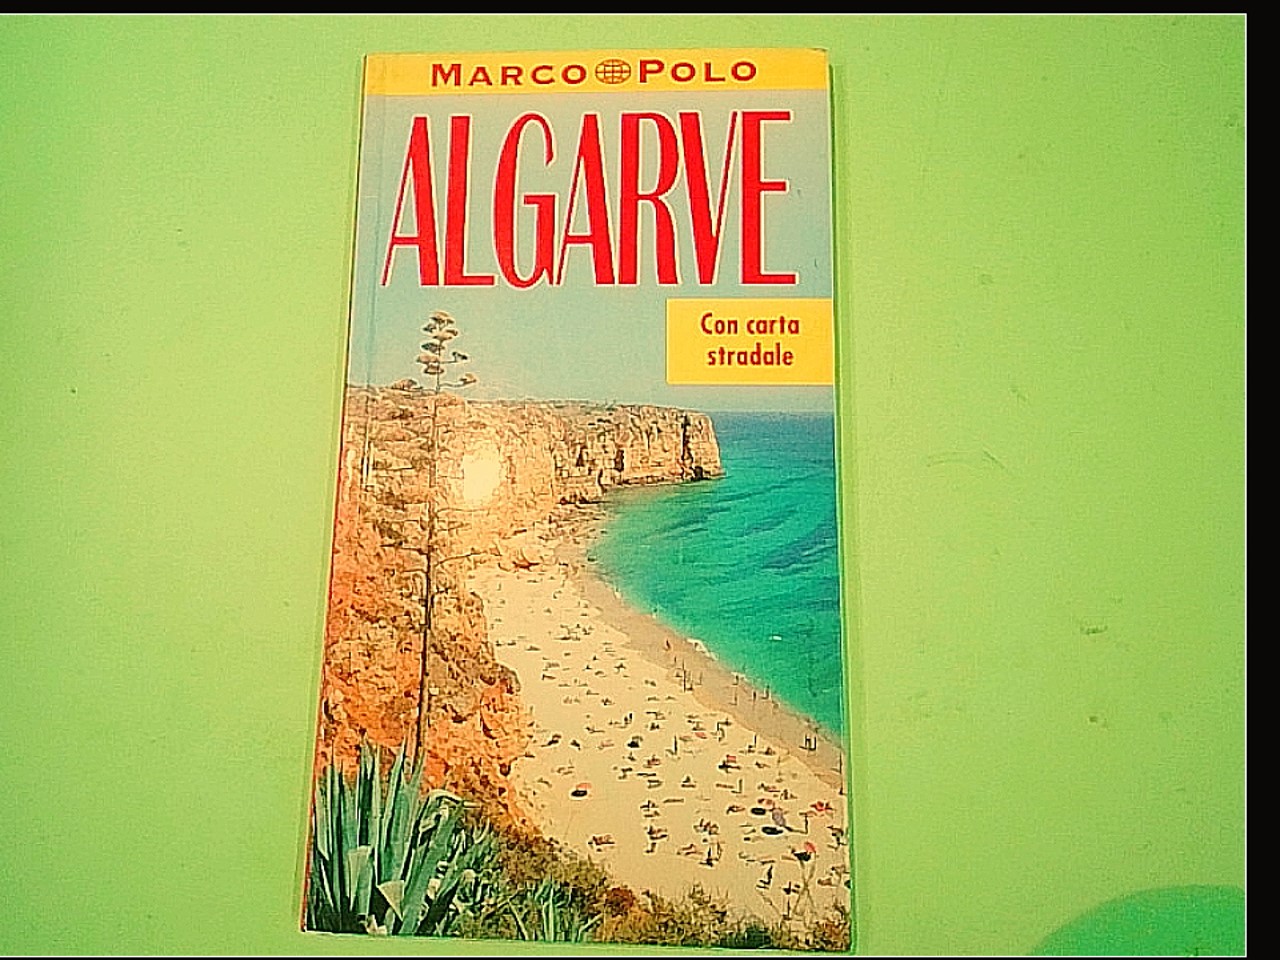 MARCO POLO
ALGARVE
Con carta
stradale